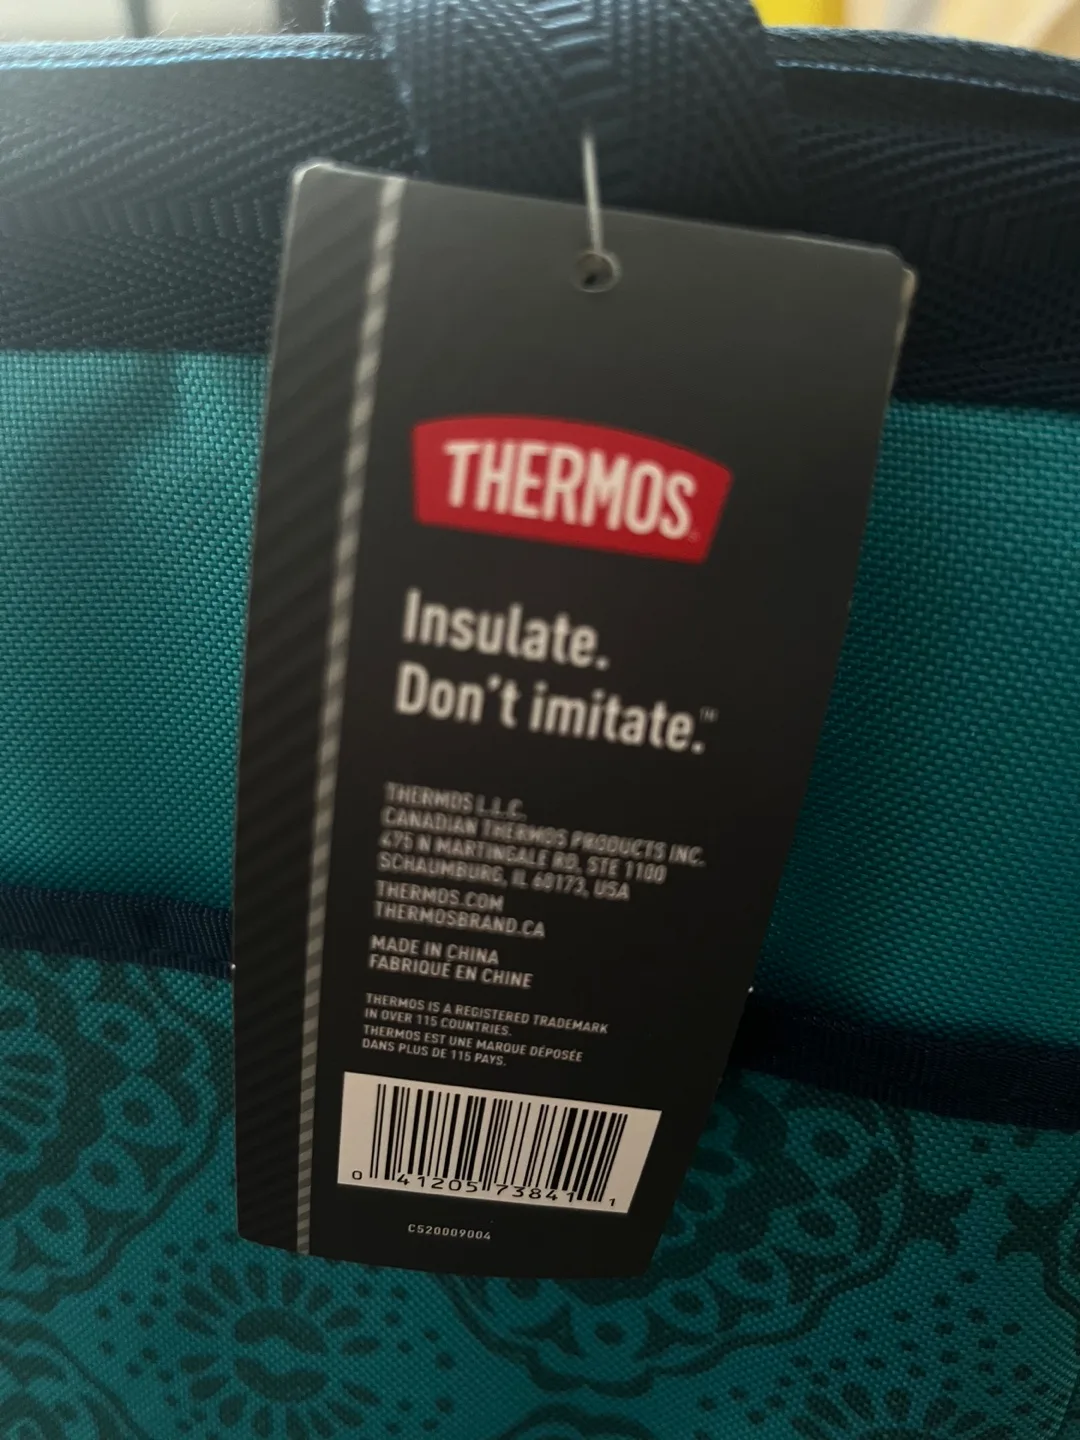 THERMOS
Insulate.
Don't imitate.™
THERMOS L.L.C.
CANADIAN THERMOS PRODUCTS INC.
475 N MARTINGALE RD, STE 1100
SCHAUMBURG, IL 60173, USA
THERMOS.COM
THERMOSBRAND.CA
MADE IN CHINA
FABRIQUÉ EN CHINE
THERMOS IS A REGISTERED TRADEMARK
IN OVER 115 COUNTRIES.
THERMOS EST UNE MARQUE DÉPOSÉE
DANS PLUS DE 115 PAYS.
0 41205 73841 1
C520009004